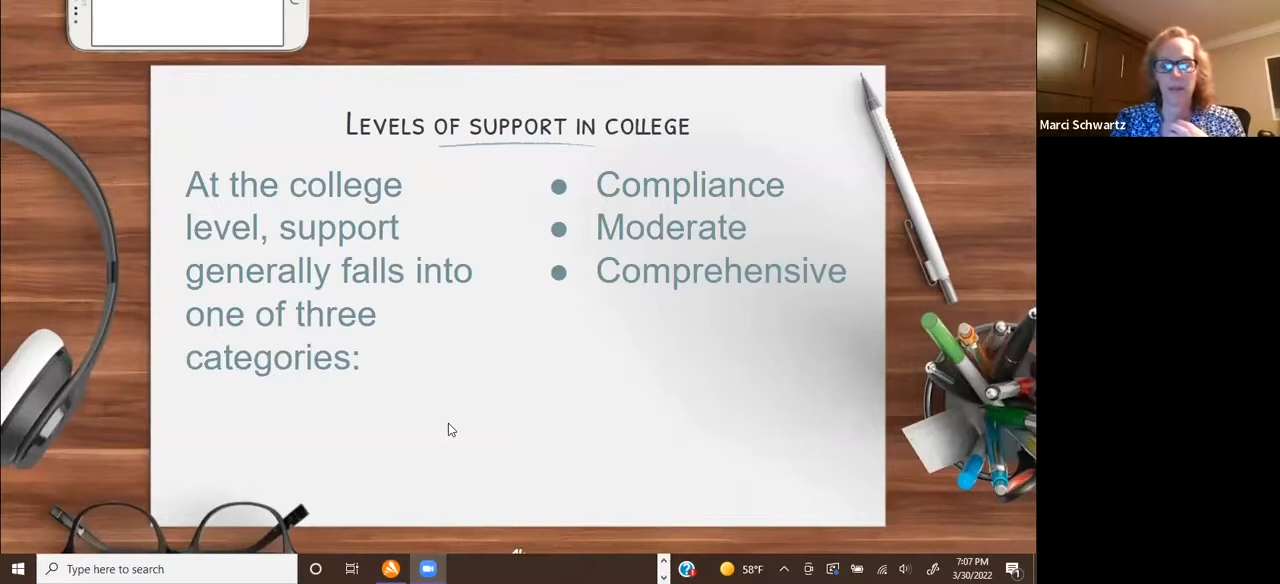 Levels of support in college
At the college
level, support
generally falls into
one of three
categories:
● Compliance
● Moderate
● Comprehensive
Marci Schwartz
Type here to search
58°F
7:07 PM
3/30/2022
1